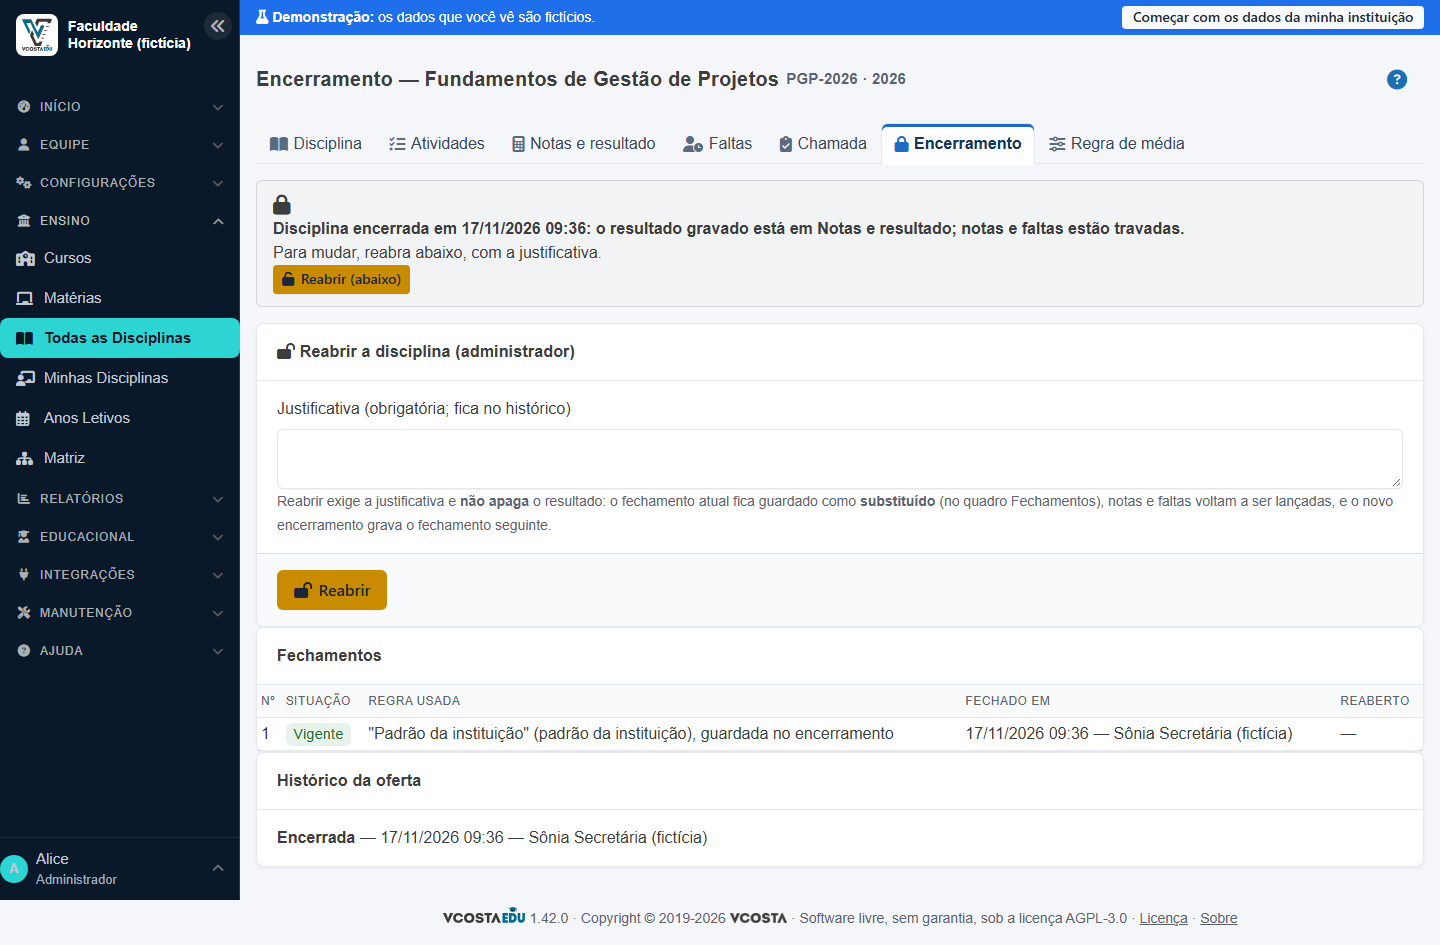 Faculdade
Horizonte (fictícia)
Demonstração: os dados que você vê são fictícios.
Começar com os dados da minha instituição
INÍCIO
EQUIPE
CONFIGURAÇÕES
ENSINO
Cursos
Matérias
Todas as Disciplinas
Minhas Disciplinas
Anos Letivos
Matriz
RELATÓRIOS
EDUCACIONAL
INTEGRAÇÕES
MANUTENÇÃO
AJUDA
A
Alice
Administrador
Encerramento — Fundamentos de Gestão de Projetos PGP-2026 · 2026
Disciplina
Atividades
Notas e resultado
Faltas
Chamada
Encerramento
Regra de média
Disciplina encerrada em 17/11/2026 09:36: o resultado gravado está em Notas e resultado; notas e faltas estão travadas.
Para mudar, reabra abaixo, com a justificativa.
Reabrir (abaixo)
Reabrir a disciplina (administrador)
Justificativa (obrigatória; fica no histórico)
Reabrir exige a justificativa e não apaga o resultado: o fechamento atual fica guardado como substituído (no quadro Fechamentos), notas e faltas voltam a ser lançadas, e o novo
encerramento grava o fechamento seguinte.
Reabrir
Fechamentos
Nº SITUAÇÃO REGRA USADA FECHADO EM REABERTO
1 Vigente "Padrão da instituição" (padrão da instituição), guardada no encerramento 17/11/2026 09:36 — Sônia Secretária (fictícia) —
Histórico da oferta
Encerrada — 17/11/2026 09:36 — Sônia Secretária (fictícia)
VCOSTAEDU 1.42.0 · Copyright © 2019-2026 VCOSTA · Software livre, sem garantia, sob a licença AGPL-3.0 · Licença · Sobre